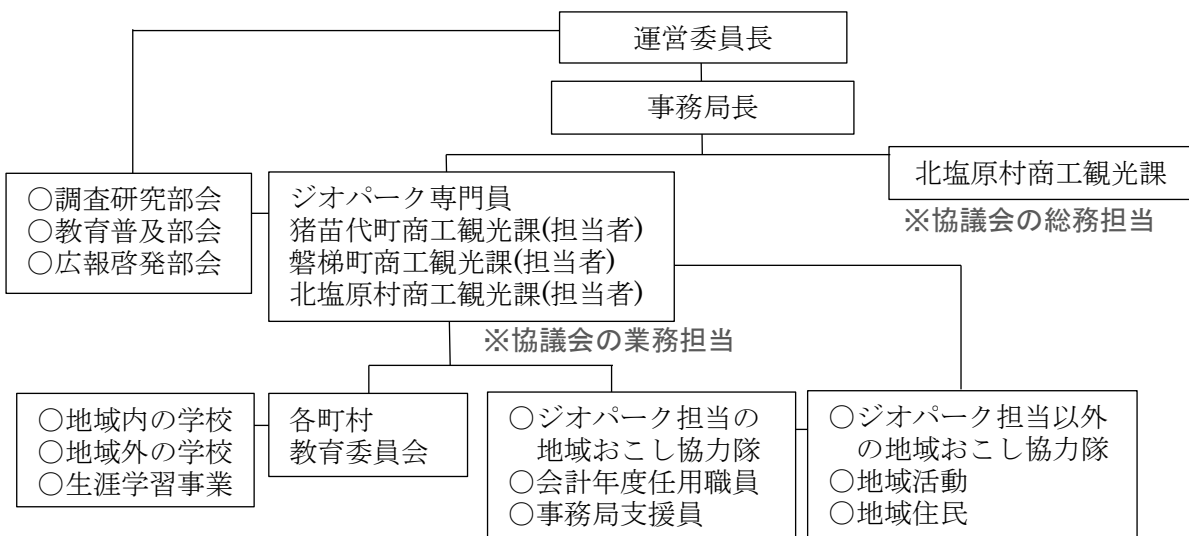 運営委員長
事務局長
北塩原村商工観光課
※協議会の総務担当
○調査研究部会
○教育普及部会
○広報啓発部会
ジオパーク専門員
猪苗代町商工観光課(担当者)
磐梯町商工観光課(担当者)
北塩原村商工観光課(担当者)
※協議会の業務担当
○地域内の学校
○地域外の学校
○生涯学習事業
各町村
教育委員会
○ジオパーク担当の
地域おこし協力隊
○会計年度任用職員
○事務局支援員
○ジオパーク担当以外
の地域おこし協力隊
○地域活動
○地域住民